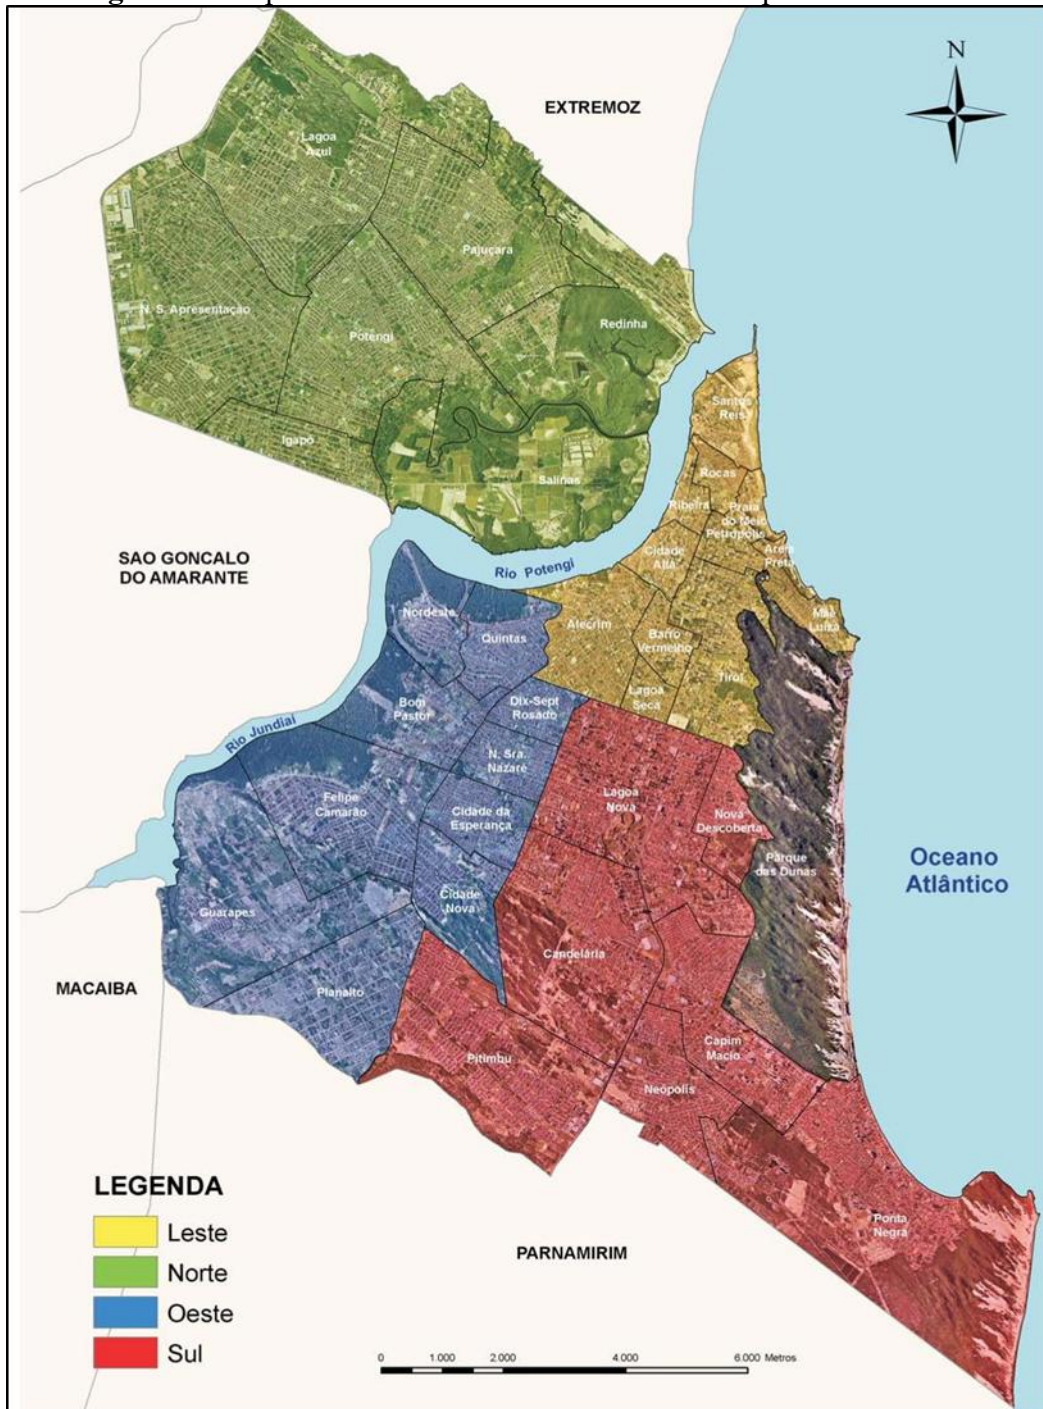 N
EXTREMOZ
Lagoa
Azul
Pajuçara
N. S. Apresentação
Potengi
Redinha
Igapó
Salinas
Santos
Reis
Rocas
Ribeira
Praia
do Meio
Petrópolis
Areia
Preta
Cidade
Alta
Mãe
Luíza
SAO GONCALO
DO AMARANTE
Rio Potengi
Nordeste
Quintas
Alecrim
Barro
Vermelho
Tirol
Lagoa
Seca
Bom
Pastor
Dix-Sept
Rosado
Rio Jundiai
N. Sra.
Nazaré
Felipe
Camarão
Cidade da
Esperança
Lagoa
Nova
Nova
Descoberta
Parque
das Dunas
Oceano
Atlântico
Guarapes
Cidade
Nova
Candelária
MACAIBA
Planalto
Pitimbu
Capim
Macio
Neópolis
Ponta
Negra
PARNAMIRIM
LEGENDA
Leste
Norte
Oeste
Sul
0 1.000 2.000 4.000 6.000 Metros